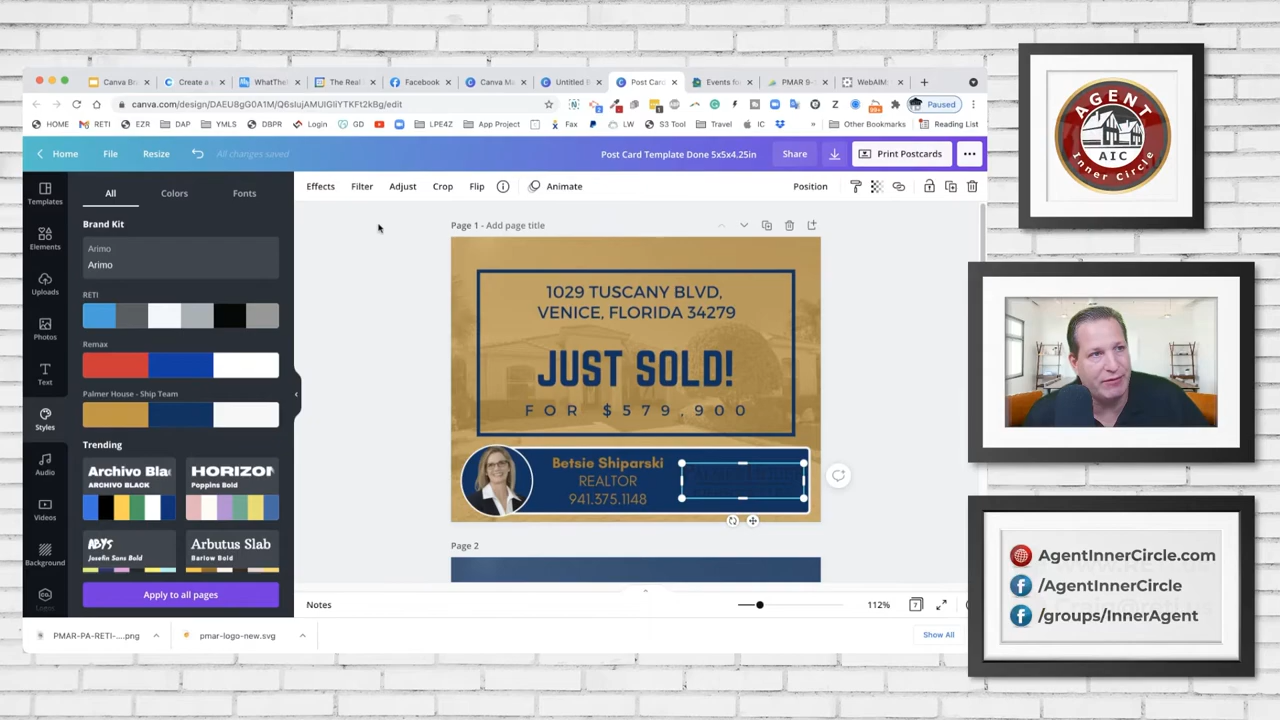 Canva Br
Create a
WhatThe
The Real
Facebook
Canva Ma
Untitled
Post Car
Events fo
PMAR 9-
WebAIM:
canva.com/design/DAEU8gG0A1M/Q6sIujAMUIGIiYTKFt2kBg/edit
Paused
HOME
RETI
EZR
DAP
YMLS
DBPR
Login
GD
LPE4Z
App Project
Fax
LW
S3 Tool
Travel
IC
Other Bookmarks
Reading List
Home
File
Resize
All changes saved
Post Card Template Done 5x5x4.25in
Share
Print Postcards
Templates
Elements
Uploads
Photos
Text
Styles
Audio
Videos
Background
Logos
All
Colors
Fonts
Brand Kit
Arimo
Arimo
RETI
Remax
Palmer House - Ship Team
Trending
Archivo Bla
ARCHIVO BLACK
HORIZON
Poppins Bold
ABYS
Josefin Sans Bold
Arbutus Slab
Barlow Bold
Apply to all pages
Effects
Filter
Adjust
Crop
Flip
Animate
Position
Page 1 - Add page title
1029 TUSCANY BLVD,
VENICE, FLORIDA 34279
JUST SOLD!
FOR $579,900
Betsie Shiparski
REALTOR
941.375.1148
Page 2
Notes
112%
7
PMAR-PA-RETI-....png
pmar-logo-new.svg
Show All
AGENT
AIC
Inner Circle
AgentInnerCircle.com
/AgentInnerCircle
/groups/InnerAgent